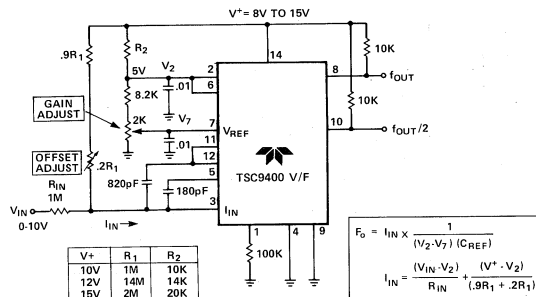 V+ = 8V TO 15V
.9R1
R2
10K
14
5V
V2
2
.01
6
8.2K
8
fOUT
10K
GAIN
ADJUST
2K
V7
7
VREF
10
fOUT/2
.01
11
12
OFFSET
ADJUST
.2R1
820pF
5
180pF
TSC9400 V/F
RIN
1M
VIN
0-10V
IIN
3
IIN
1
4
9
100K
V+ R1 R2
10V 1M 10K
12V 14M 14K
15V 2M 20K
Fo = IIN X 1 / (V2-V7) (CREF)
IIN = (VIN - V2) / RIN + (V+ - V2) / (.9R1 + .2R1)